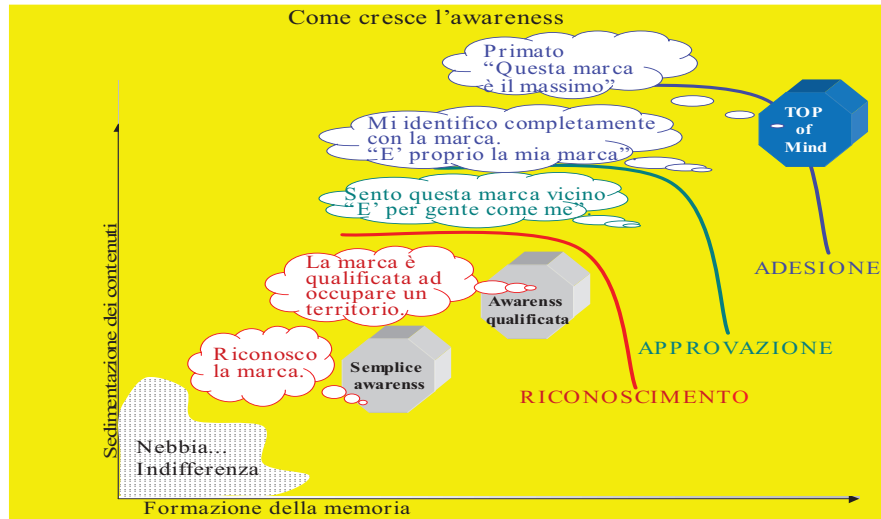 Come cresce l'awareness
Primato
“Questa marca
è il massimo”
TOP
of
Mind
Mi identifico completamente
con la marca.
“E’ proprio la mia marca”.
Sento questa marca vicino
“E’ per gente come me”.
ADESIONE
La marca è
qualificata ad
occupare un
territorio.
Awarenss
qualificata
APPROVAZIONE
Riconosco
la marca.
Semplice
awarenss
RICONOSCIMENTO
Nebbia...
Indifferenza
Sedimentazione dei contenuti
Formazione della memoria